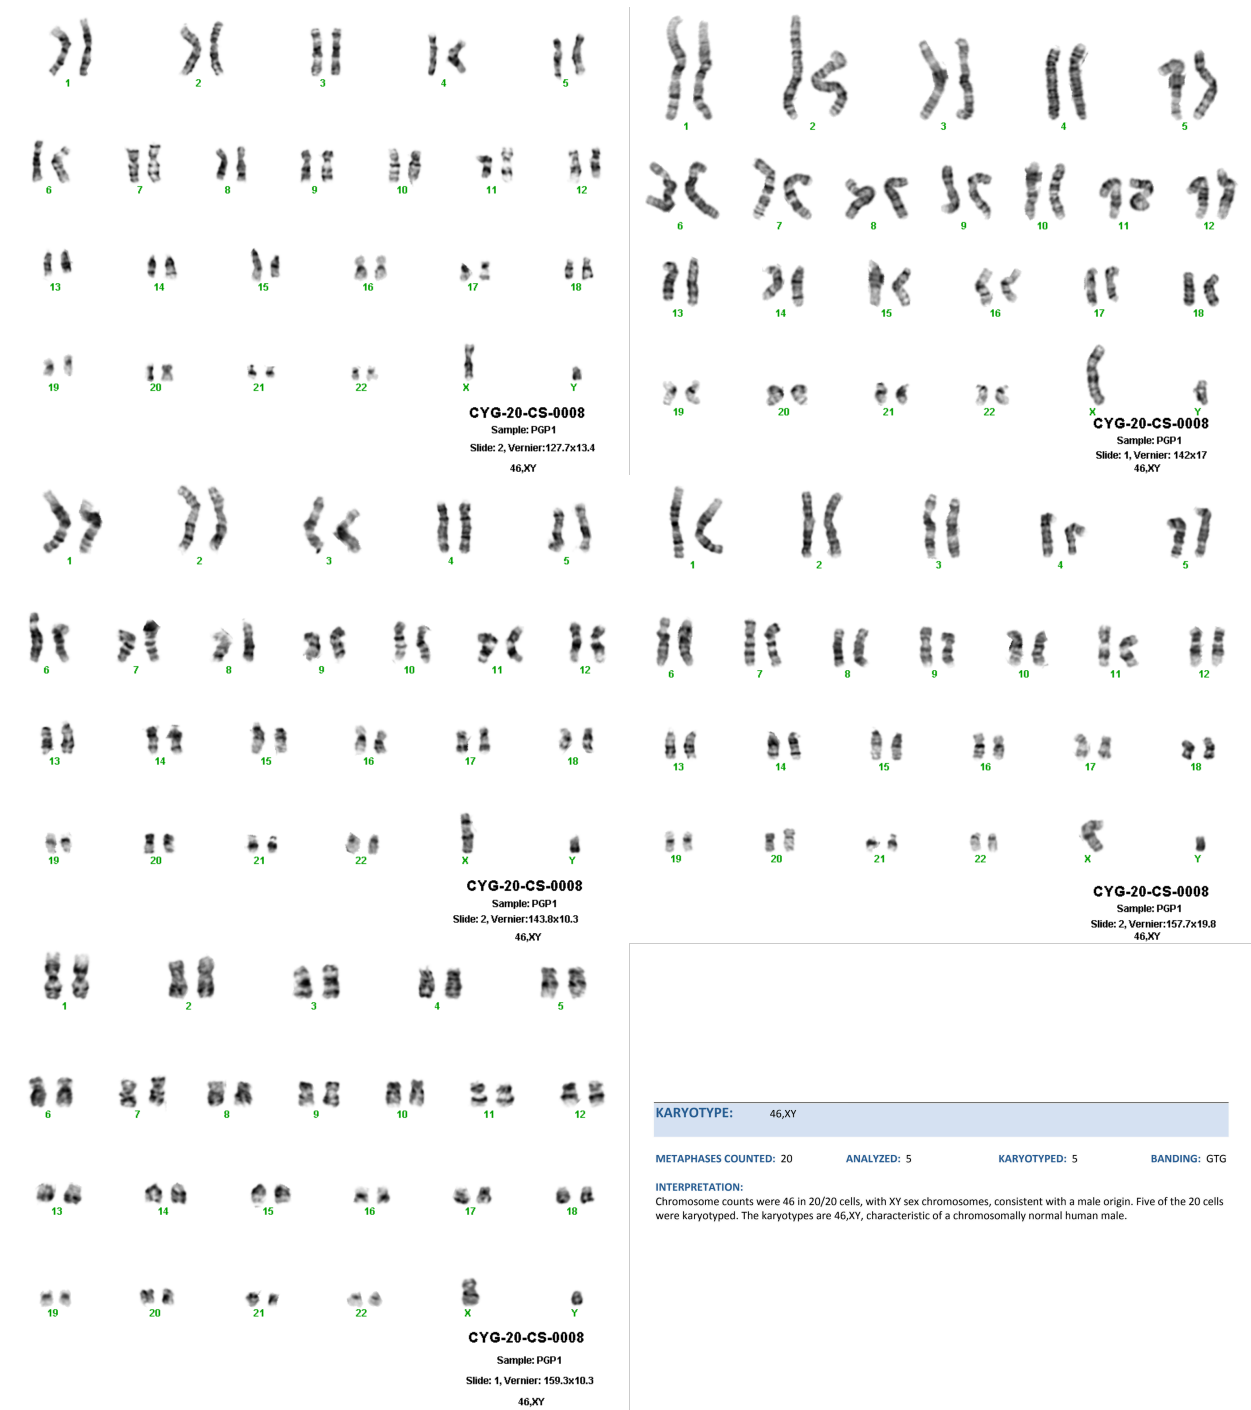 1 2 3 4 5
6 7 8 9 10 11 12
13 14 15 16 17 18
19 20 21 22 X Y
CYG-20-CS-0008
Sample: PGP1
Slide: 2, Vernier:127.7x13.4
46,XY
1 2 3 4 5
6 7 8 9 10 11 12
13 14 15 16 17 18
19 20 21 22 X Y
CYG-20-CS-0008
Sample: PGP1
Slide: 1, Vernier: 142x17
46,XY
1 2 3 4 5
6 7 8 9 10 11 12
13 14 15 16 17 18
19 20 21 22 X Y
CYG-20-CS-0008
Sample: PGP1
Slide: 2, Vernier:143.8x10.3
46,XY
1 2 3 4 5
6 7 8 9 10 11 12
13 14 15 16 17 18
19 20 21 22 X Y
CYG-20-CS-0008
Sample: PGP1
Slide: 2, Vernier:157.7x19.8
46,XY
1 2 3 4 5
6 7 8 9 10 11 12
13 14 15 16 17 18
19 20 21 22 X Y
CYG-20-CS-0008
Sample: PGP1
Slide: 1, Vernier: 159.3x10.3
46,XY
KARYOTYPE: 46,XY
METAPHASES COUNTED: 20 ANALYZED: 5 KARYOTYPED: 5 BANDING: GTG
INTERPRETATION:
Chromosome counts were 46 in 20/20 cells, with XY sex chromosomes, consistent with a male origin. Five of the 20 cells
were karyotyped. The karyotypes are 46,XY, characteristic of a chromosomally normal human male.